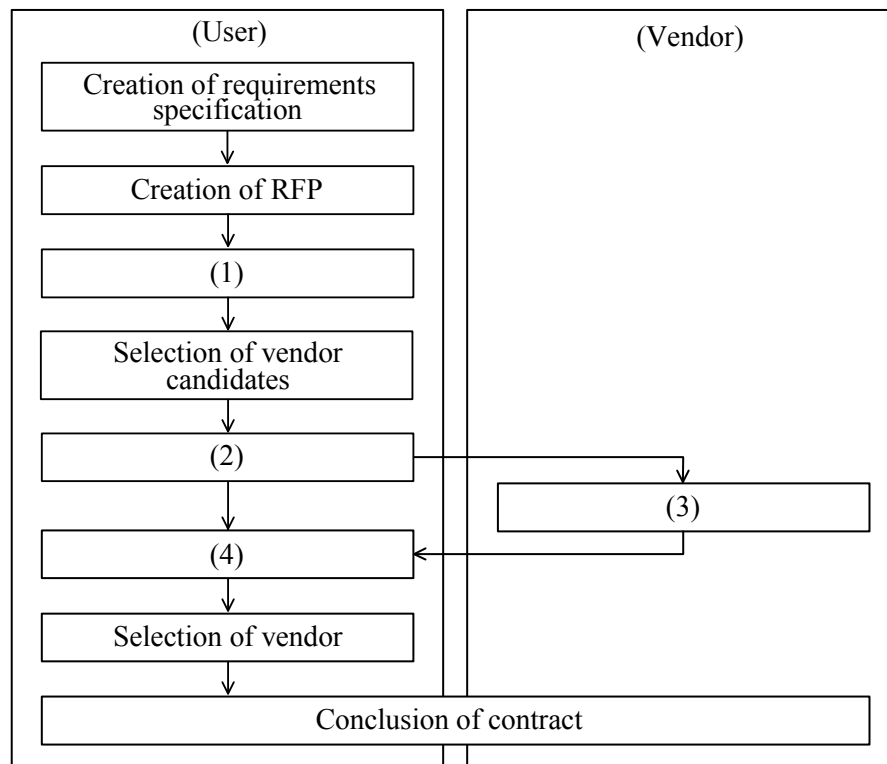 (User)
(Vendor)
Creation of requirements
specification
Creation of RFP
(1)
Selection of vendor
candidates
(2)
(3)
(4)
Selection of vendor
Conclusion of contract